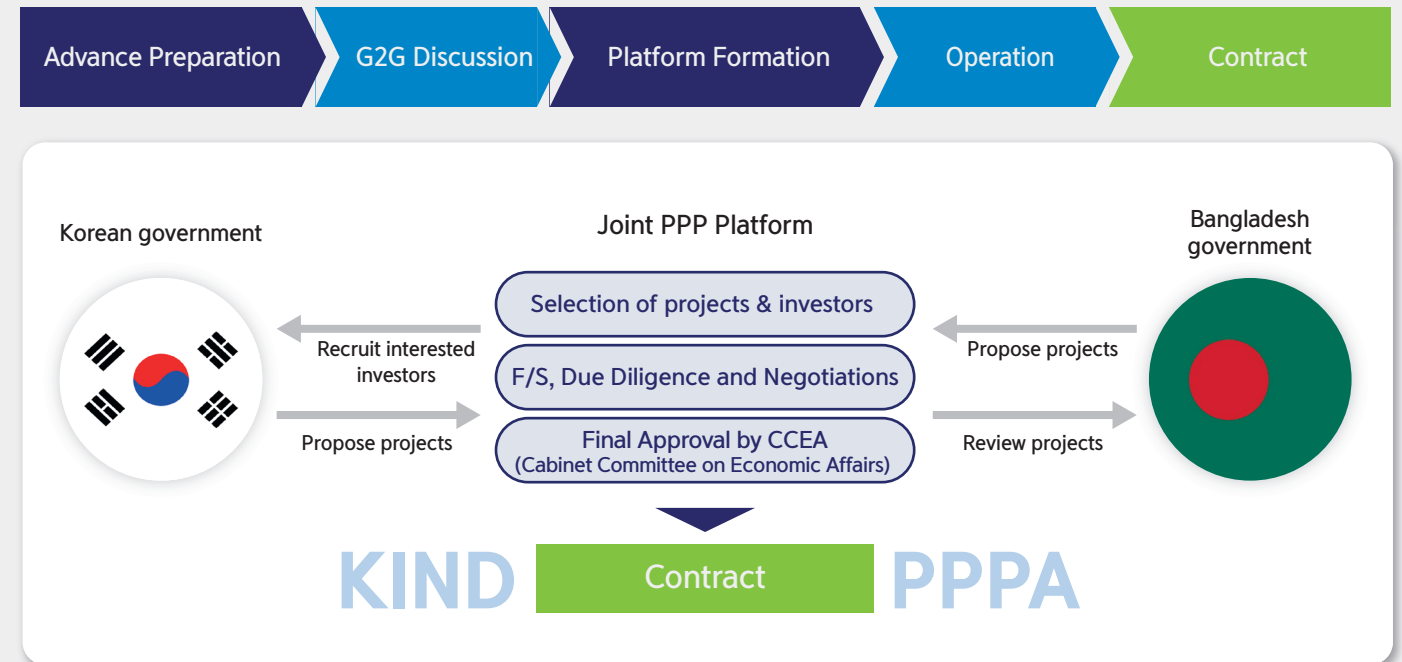 Advance Preparation
G2G Discussion
Platform Formation
Operation
Contract
Korean government
Joint PPP Platform
Bangladesh
government
Selection of projects & investors
Recruit interested
investors
Propose projects
F/S, Due Diligence and Negotiations
Propose projects
Final Approval by CCEA
(Cabinet Committee on Economic Affairs)
Review projects
KIND
Contract
PPPA